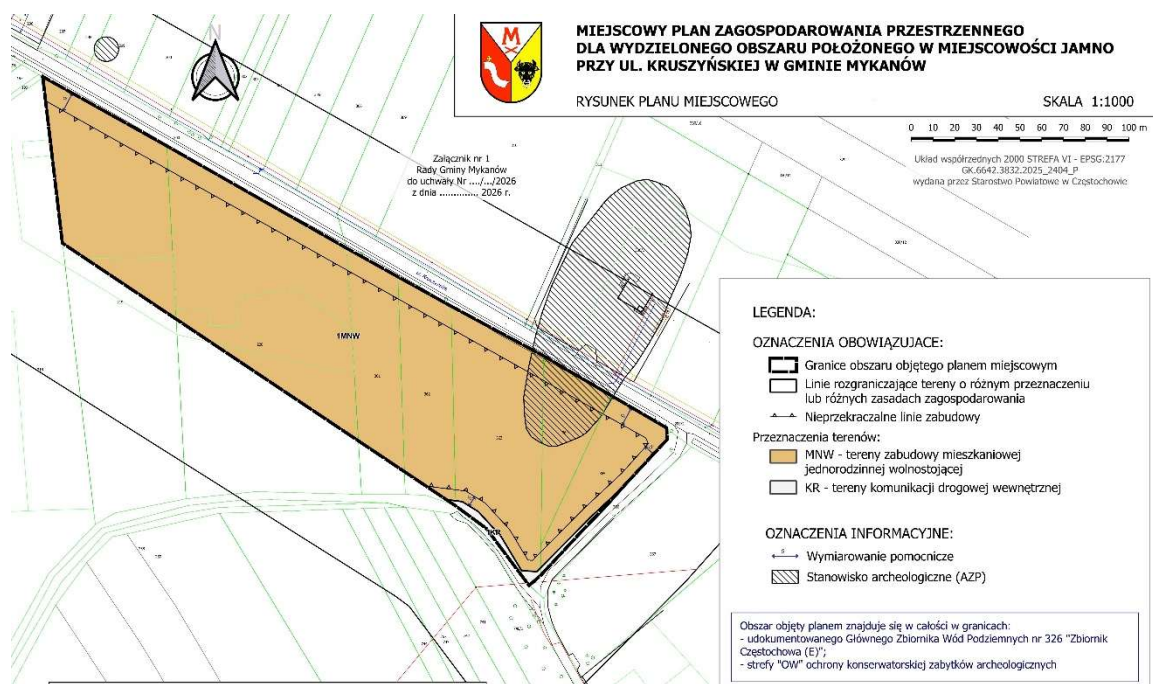 MIEJSCOWY PLAN ZAGOSPODAROWANIA PRZESTRZENNEGO
DLA WYDZIELONEGO OBSZARU POŁOŻONEGO W MIEJSCOWOŚCI JAMNO
PRZY UL. KRUSZYŃSKIEJ W GMINIE MYKANÓW
RYSUNEK PLANU MIEJSCOWEGO
SKALA 1:1000
0 10 20 30 40 50 60 70 80 90 100 m
Układ współrzędnych 2000 STREFA VI - EPSG:2177
GK.6642.3832.2025_2404_P
wydana przez Starostwo Powiatowe w Częstochowie
N
M
Załącznik nr 1
Rady Gminy Mykanów
do uchwały Nr ..../..../2026
z dnia .............. 2026 r.
1MNW
LEGENDA:
OZNACZENIA OBOWIĄZUJACE:
Granice obszaru objętego planem miejscowym
Linie rozgraniczające tereny o różnym przeznaczeniu
lub różnych zasadach zagospodarowania
Nieprzekraczalne linie zabudowy
Przeznaczenia terenów:
MNW - tereny zabudowy mieszkaniowej
jednorodzinnej wolnostojącej
KR - tereny komunikacji drogowej wewnętrznej
OZNACZENIA INFORMACYJNE:
Wymiarowanie pomocnicze
Stanowisko archeologiczne (AZP)
Obszar objęty planem znajduje się w całości w granicach:
- udokumentowanego Głównego Zbiornika Wód Podziemnych nr 326 "Zbiornik
Częstochowa (E)";
- strefy "OW" ochrony konserwatorskiej zabytków archeologicznych